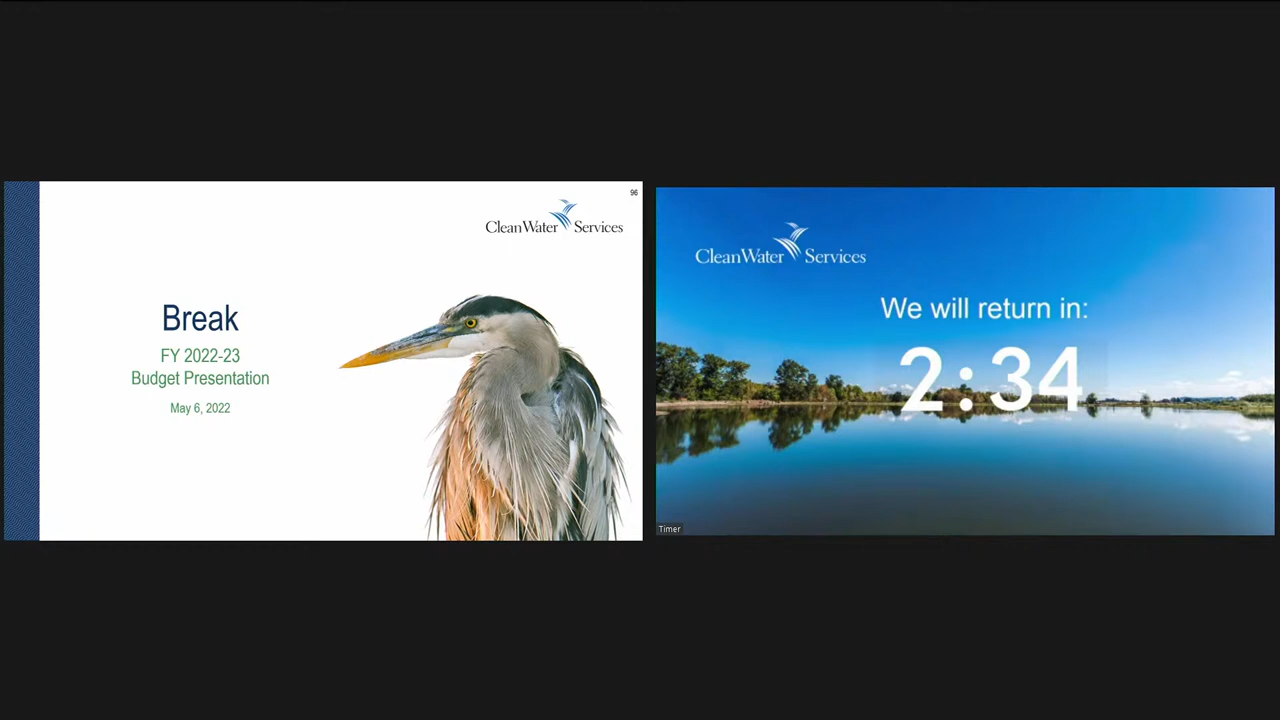 96
CleanWater Services
Break
FY 2022-23
Budget Presentation
May 6, 2022
CleanWater Services
We will return in:
2:34
Timer